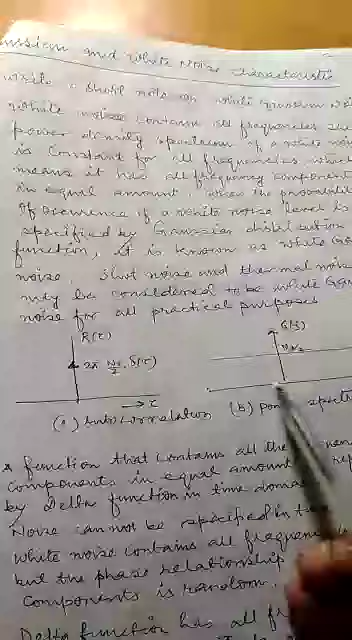 and White Noise Characteristic
Write a short note on white Gaussian
White noise contains all frequencies
power density spectrum of a white
is constant for all frequencies which
means it has all frequency component
in equal amount when the
of occurence of a white noise level is
specified by Gaussian distribution
function, it is known as white
noise. Shot noise and thermal noise
may be considered to be white
noise for all practical purposes
R(τ) G(f)
2π N₀/2 . δ(τ) N₀/2
→ τ
(a) Auto correlation (b)
A function that contains all the
components in equal amount
by Delta function in time domain
Noise cannot be specified in
White noise contains all
but the phase relationship
components is random.
Delta function has all